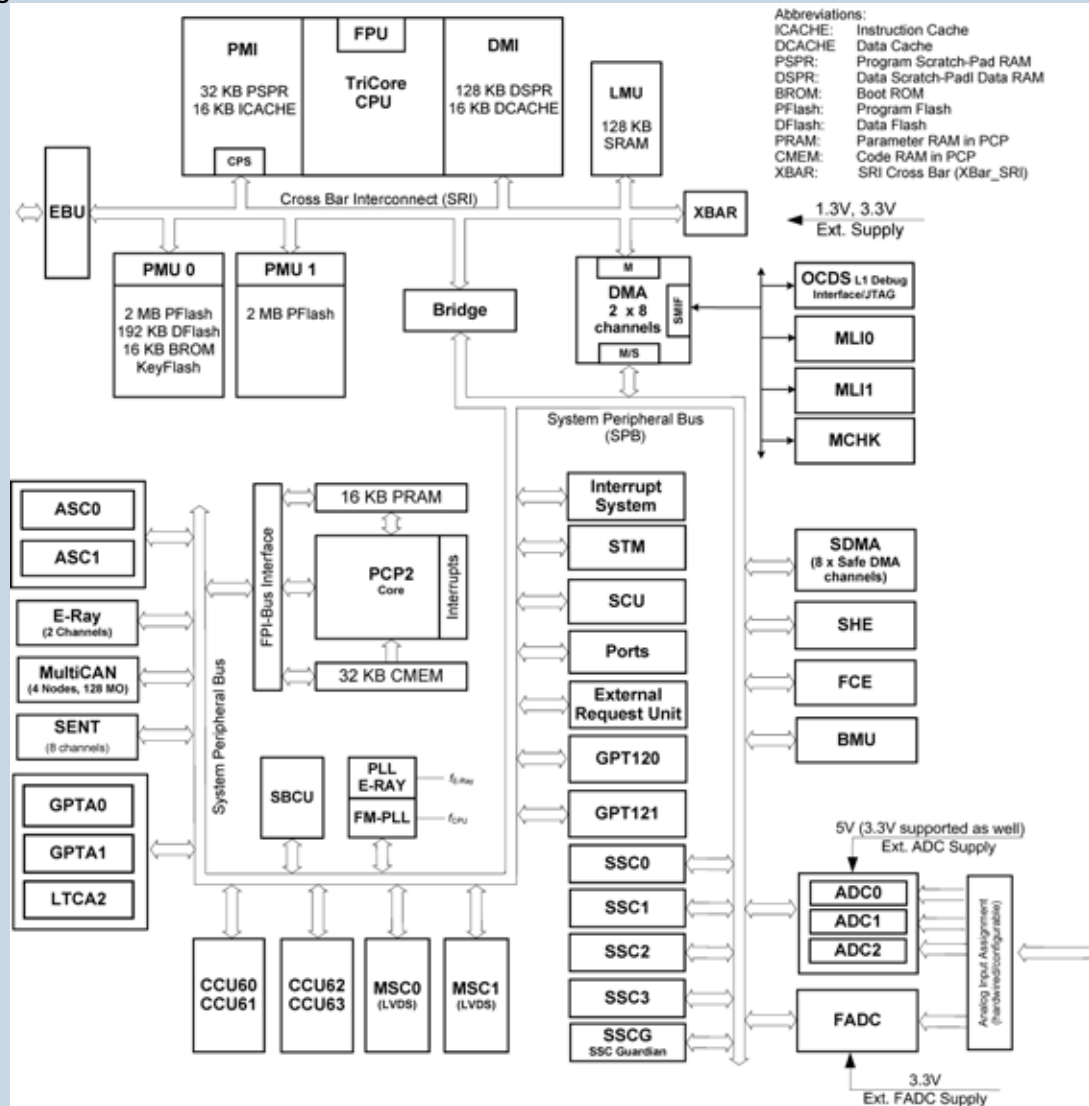 Abbreviations:
ICACHE: Instruction Cache
DCACHE Data Cache
PSPR: Program Scratch-Pad RAM
DSPR: Data Scratch-Padl Data RAM
BROM: Boot ROM
PFlash: Program Flash
DFlash: Data Flash
PRAM: Parameter RAM in PCP
CMEM: Code RAM in PCP
XBAR: SRI Cross Bar (XBar_SRI)
PMI
32 KB PSPR
16 KB ICACHE
CPS
FPU
TriCore
CPU
DMI
128 KB DSPR
16 KB DCACHE
LMU
128 KB
SRAM
EBU
Cross Bar Interconnect (SRI)
XBAR
1.3V, 3.3V
Ext. Supply
PMU 0
2 MB PFlash
192 KB DFlash
16 KB BROM
KeyFlash
PMU 1
2 MB PFlash
Bridge
M
DMA
2 x 8
channels
SMIF
M/S
OCDS L1 Debug
Interface/JTAG
MLI0
MLI1
MCHK
System Peripheral Bus
(SPB)
ASC0
ASC1
E-Ray
(2 Channels)
MultiCAN
(4 Nodes, 128 MO)
SENT
(8 channels)
GPTA0
GPTA1
LTCA2
System Peripheral Bus
FPI-Bus Interface
16 KB PRAM
PCP2
Core
Interrupts
32 KB CMEM
SBCU
PLL
E-RAY
FM-PLL
fE-Ray
fCPU
Interrupt
System
STM
SCU
Ports
External
Request Unit
GPT120
GPT121
SSC0
SSC1
SSC2
SSC3
SSCG
SSC Guardian
SDMA
(8 x Safe DMA
channels)
SHE
FCE
BMU
5V (3.3V supported as well)
Ext. ADC Supply
ADC0
ADC1
ADC2
FADC
Analog Input Assignment
(hardwired/configurable)
3.3V
Ext. FADC Supply
CCU60
CCU61
CCU62
CCU63
MSC0
(LVDS)
MSC1
(LVDS)